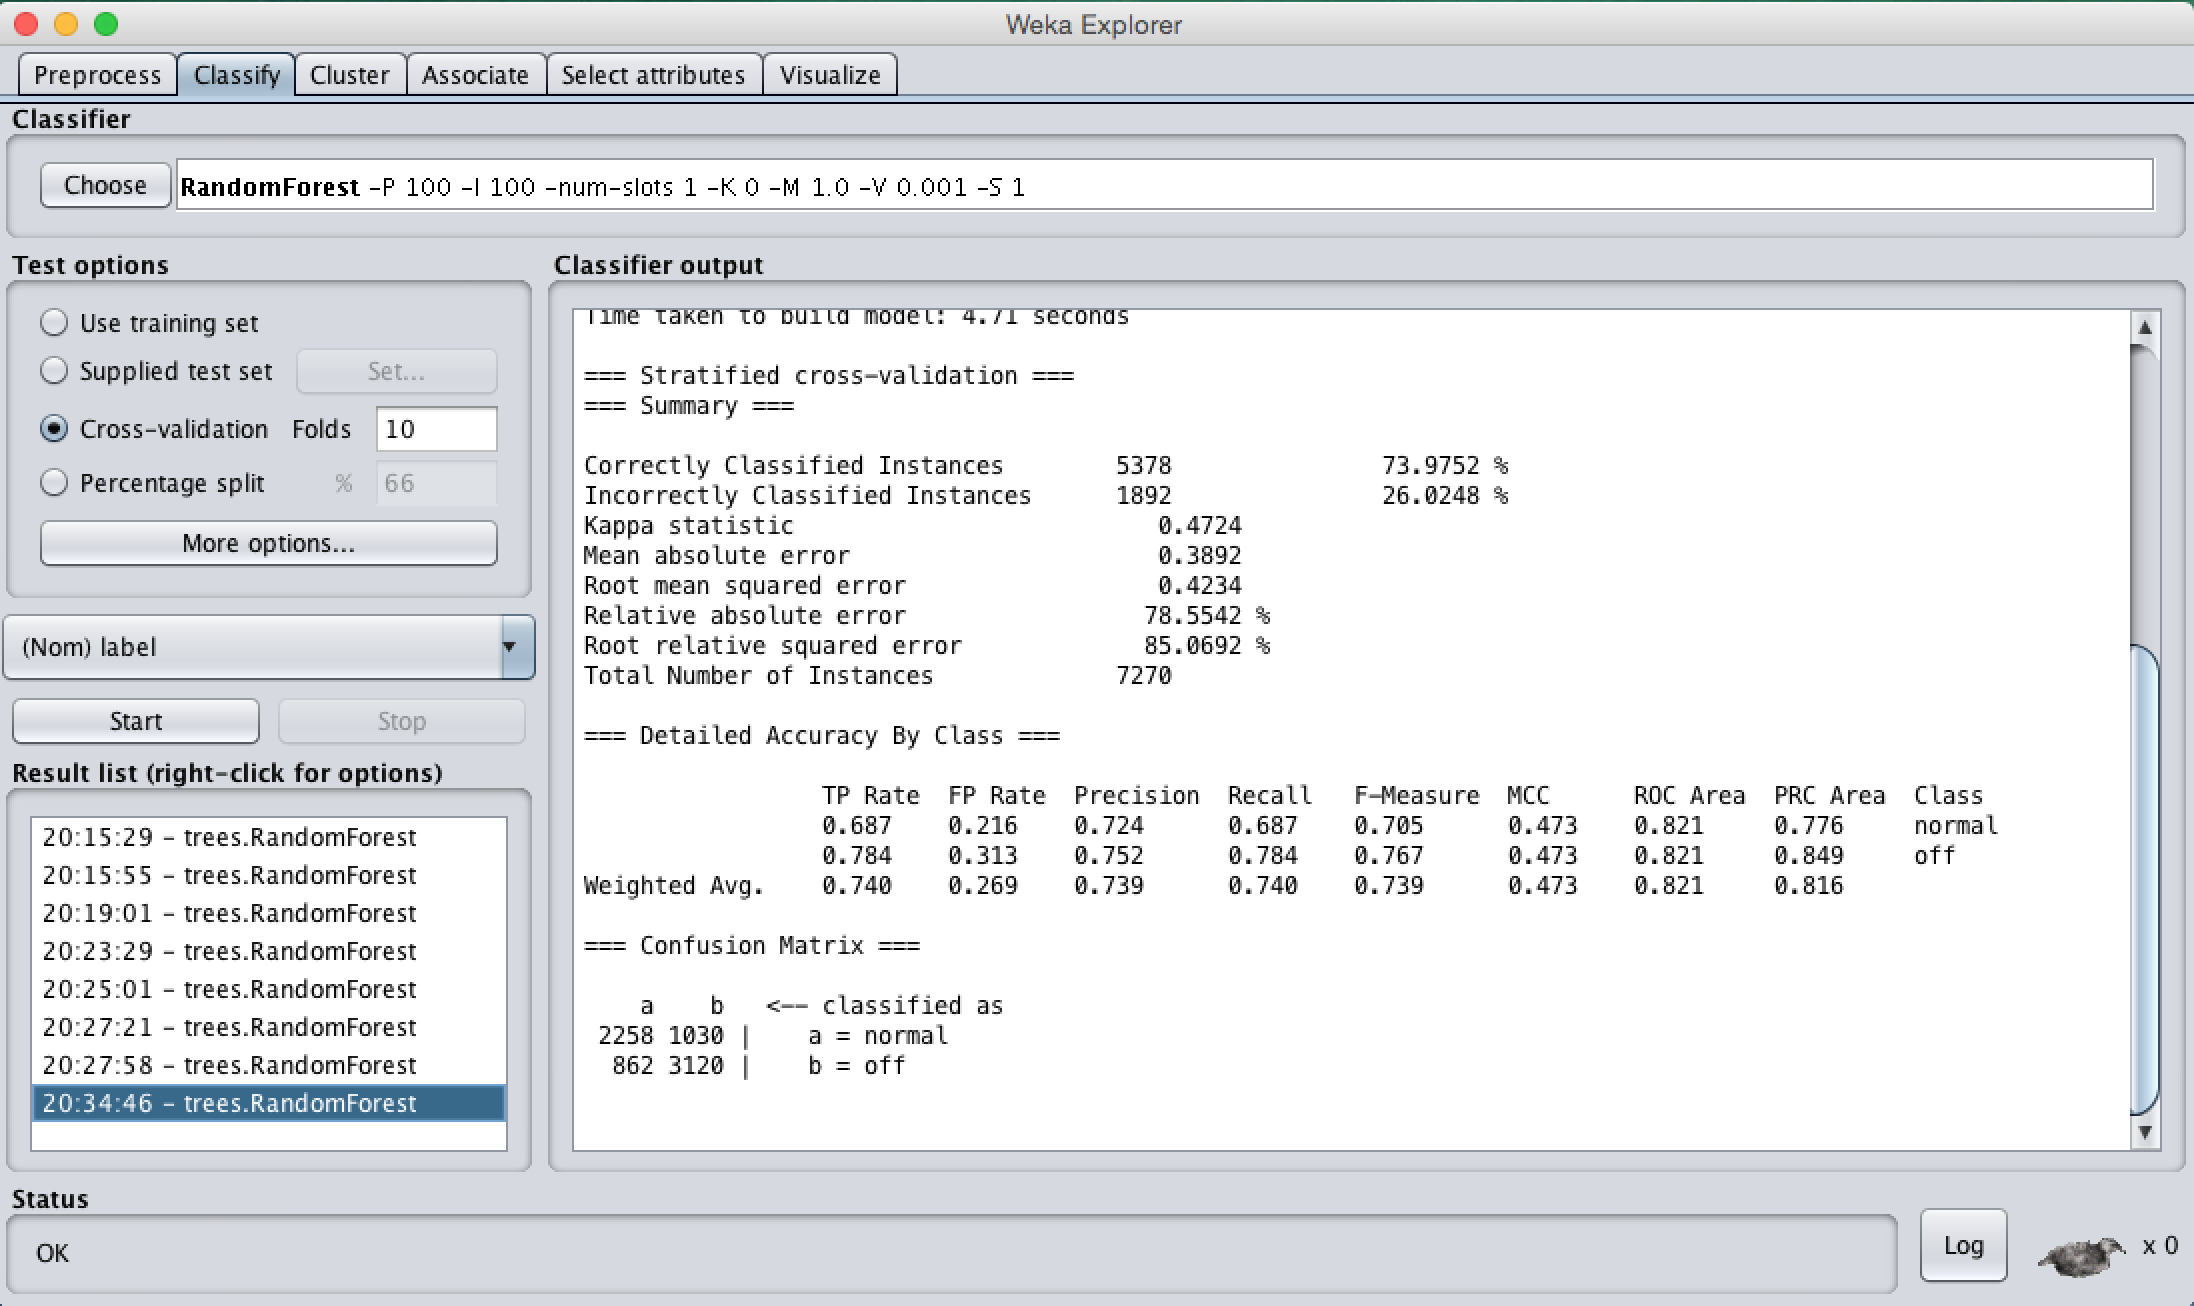 Weka Explorer
Preprocess Classify Cluster Associate Select attributes Visualize
Classifier
Choose RandomForest -P 100 -I 100 -num-slots 1 -K 0 -M 1.0 -V 0.001 -S 1
Test options
Use training set
Supplied test set Set...
Cross-validation Folds 10
Percentage split % 66
More options...
(Nom) label
Start Stop
Result list (right-click for options)
20:15:29 - trees.RandomForest
20:15:55 - trees.RandomForest
20:19:01 - trees.RandomForest
20:23:29 - trees.RandomForest
20:25:01 - trees.RandomForest
20:27:21 - trees.RandomForest
20:27:58 - trees.RandomForest
20:34:46 - trees.RandomForest
Classifier output
Time taken to build model: 4.71 seconds
=== Stratified cross-validation ===
=== Summary ===
Correctly Classified Instances 5378 73.9752 %
Incorrectly Classified Instances 1892 26.0248 %
Kappa statistic 0.4724
Mean absolute error 0.3892
Root mean squared error 0.4234
Relative absolute error 78.5542 %
Root relative squared error 85.0692 %
Total Number of Instances 7270
=== Detailed Accuracy By Class ===
TP Rate FP Rate Precision Recall F-Measure MCC ROC Area PRC Area Class
0.687 0.216 0.724 0.687 0.705 0.473 0.821 0.776 normal
0.784 0.313 0.752 0.784 0.767 0.473 0.821 0.849 off
Weighted Avg. 0.740 0.269 0.739 0.740 0.739 0.473 0.821 0.816
=== Confusion Matrix ===
a b <-- classified as
2258 1030 | a = normal
862 3120 | b = off
Status
OK
Log x 0